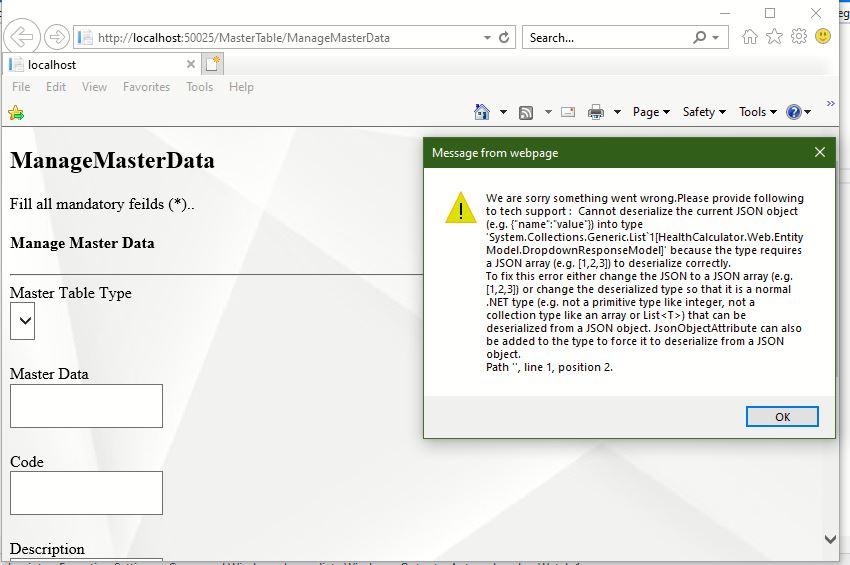 http://localhost:50025/MasterTable/ManageMasterData
Search...
localhost
File Edit View Favorites Tools Help
Page Safety Tools
ManageMasterData
Fill all mandatory feilds (*)..
Manage Master Data
Master Table Type
Master Data
Code
Description
Message from webpage
We are sorry something went wrong.Please provide following
to tech support : Cannot deserialize the current JSON object
(e.g. {"name":"value"}) into type
'System.Collections.Generic.List`1[HealthCalculator.Web.Entity
Model.DropdownResponseModel]' because the type requires
a JSON array (e.g. [1,2,3]) to deserialize correctly.
To fix this error either change the JSON to a JSON array (e.g.
[1,2,3]) or change the deserialized type so that it is a normal
.NET type (e.g. not a primitive type like integer, not a
collection type like an array or List<T>) that can be
deserialized from a JSON object. JsonObjectAttribute can also
be added to the type to force it to deserialize from a JSON
object.
Path '', line 1, position 2.
OK